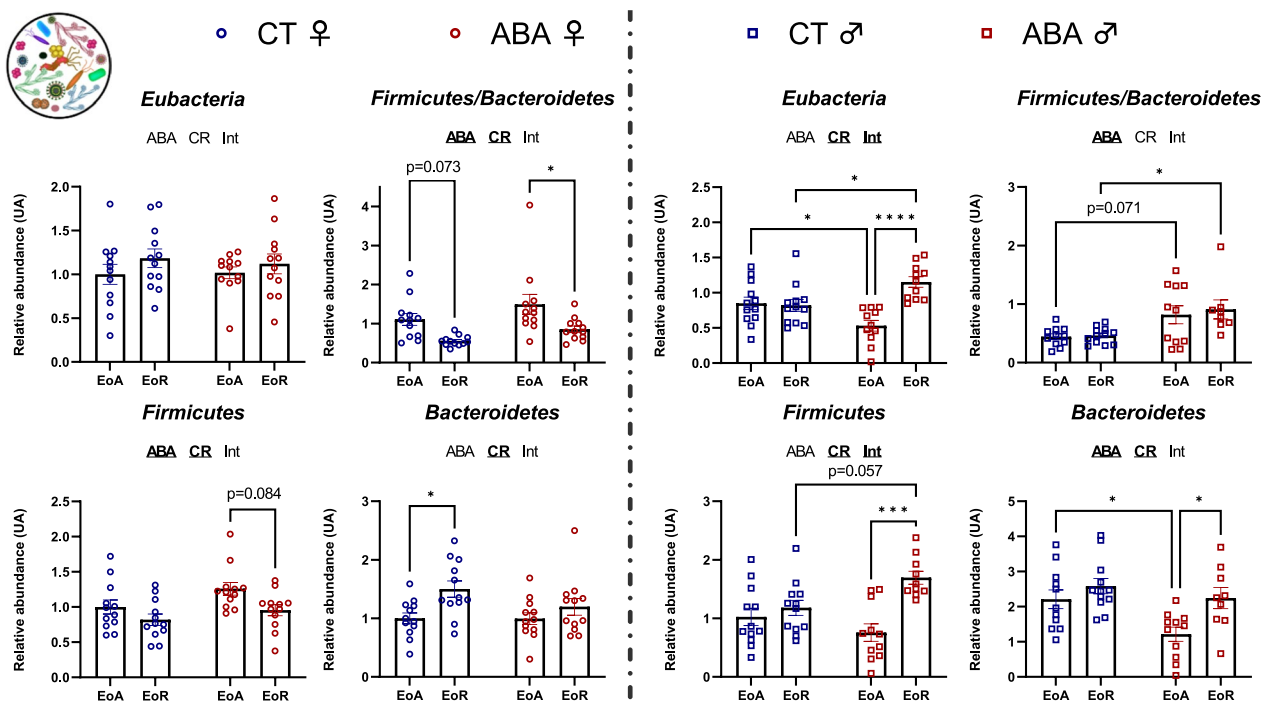 CT ♀ ABA ♀ CT ♂ ABA ♂
Eubacteria
ABA CR Int
Relative abundance (UA)
2.0
1.5
1.0
0.5
0.0
EoA EoR EoA EoR
Firmicutes/Bacteroidetes
ABA CR Int
p=0.073
*
Relative abundance (UA)
4
3
2
1
0
EoA EoR EoA EoR
Eubacteria
ABA CR Int
*
* ****
Relative abundance (UA)
2.5
2.0
1.5
1.0
0.5
0.0
EoA EoR EoA EoR
Firmicutes/Bacteroidetes
ABA CR Int
*
p=0.071
Relative abundance (UA)
3
2
1
0
EoA EoR EoA EoR
Firmicutes
ABA CR Int
p=0.084
Relative abundance (UA)
2.5
2.0
1.5
1.0
0.5
0.0
EoA EoR EoA EoR
Bacteroidetes
ABA CR Int
*
Relative abundance (UA)
3
2
1
0
EoA EoR EoA EoR
Firmicutes
ABA CR Int
p=0.057
***
Relative abundance (UA)
3
2
1
0
EoA EoR EoA EoR
Bacteroidetes
ABA CR Int
* *
Relative abundance (UA)
5
4
3
2
1
0
EoA EoR EoA EoR